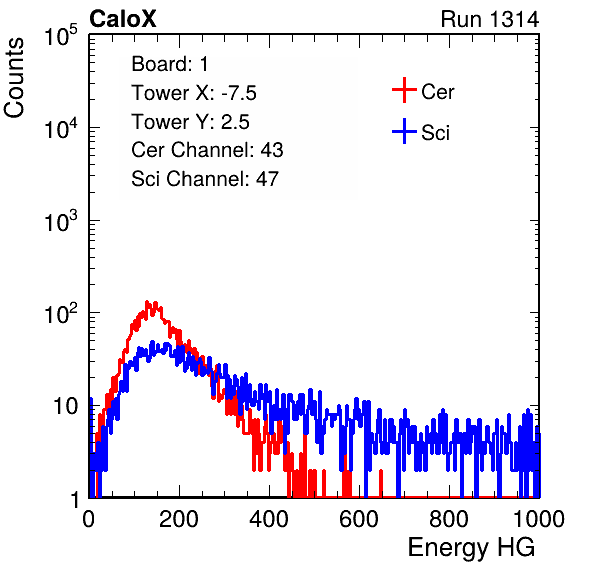 CaloX Run 1314
Counts
Board: 1
Tower X: -7.5
Tower Y: 2.5
Cer Channel: 43
Sci Channel: 47
Cer
Sci
10^5
10^4
10^3
10^2
10
1
0 200 400 600 800 1000
Energy HG